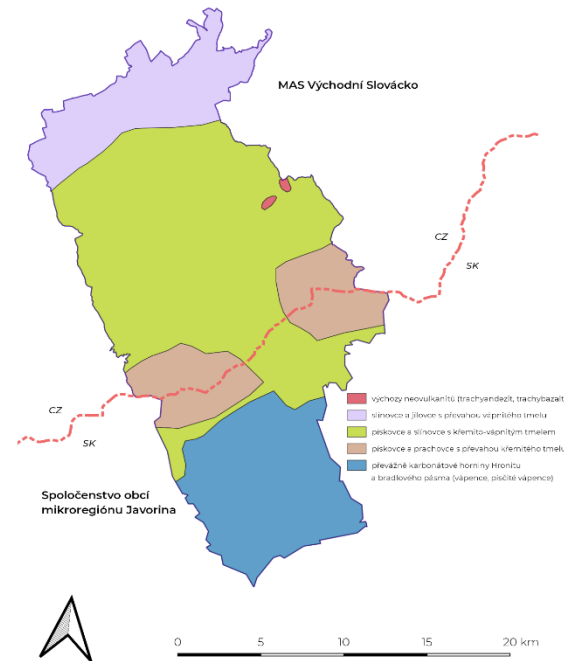 MAS Východní Slovácko
CZ
SK
výchozy neovulkanitů (trachyandezit, trachybazalt
slínovce a jílovce s převahou vápnitého tmelu
pískovce a slínovce s křemito-vápnitým tmelem
pískovce a prachovce s převahou křemitého tmelu
převážně karbonátové horniny Hronitu
a bradlového pásma (vápence, písčité vápence)
CZ
SK
Spoločenstvo obcí
mikroregiónu Javorina
0 5 10 15 20 km